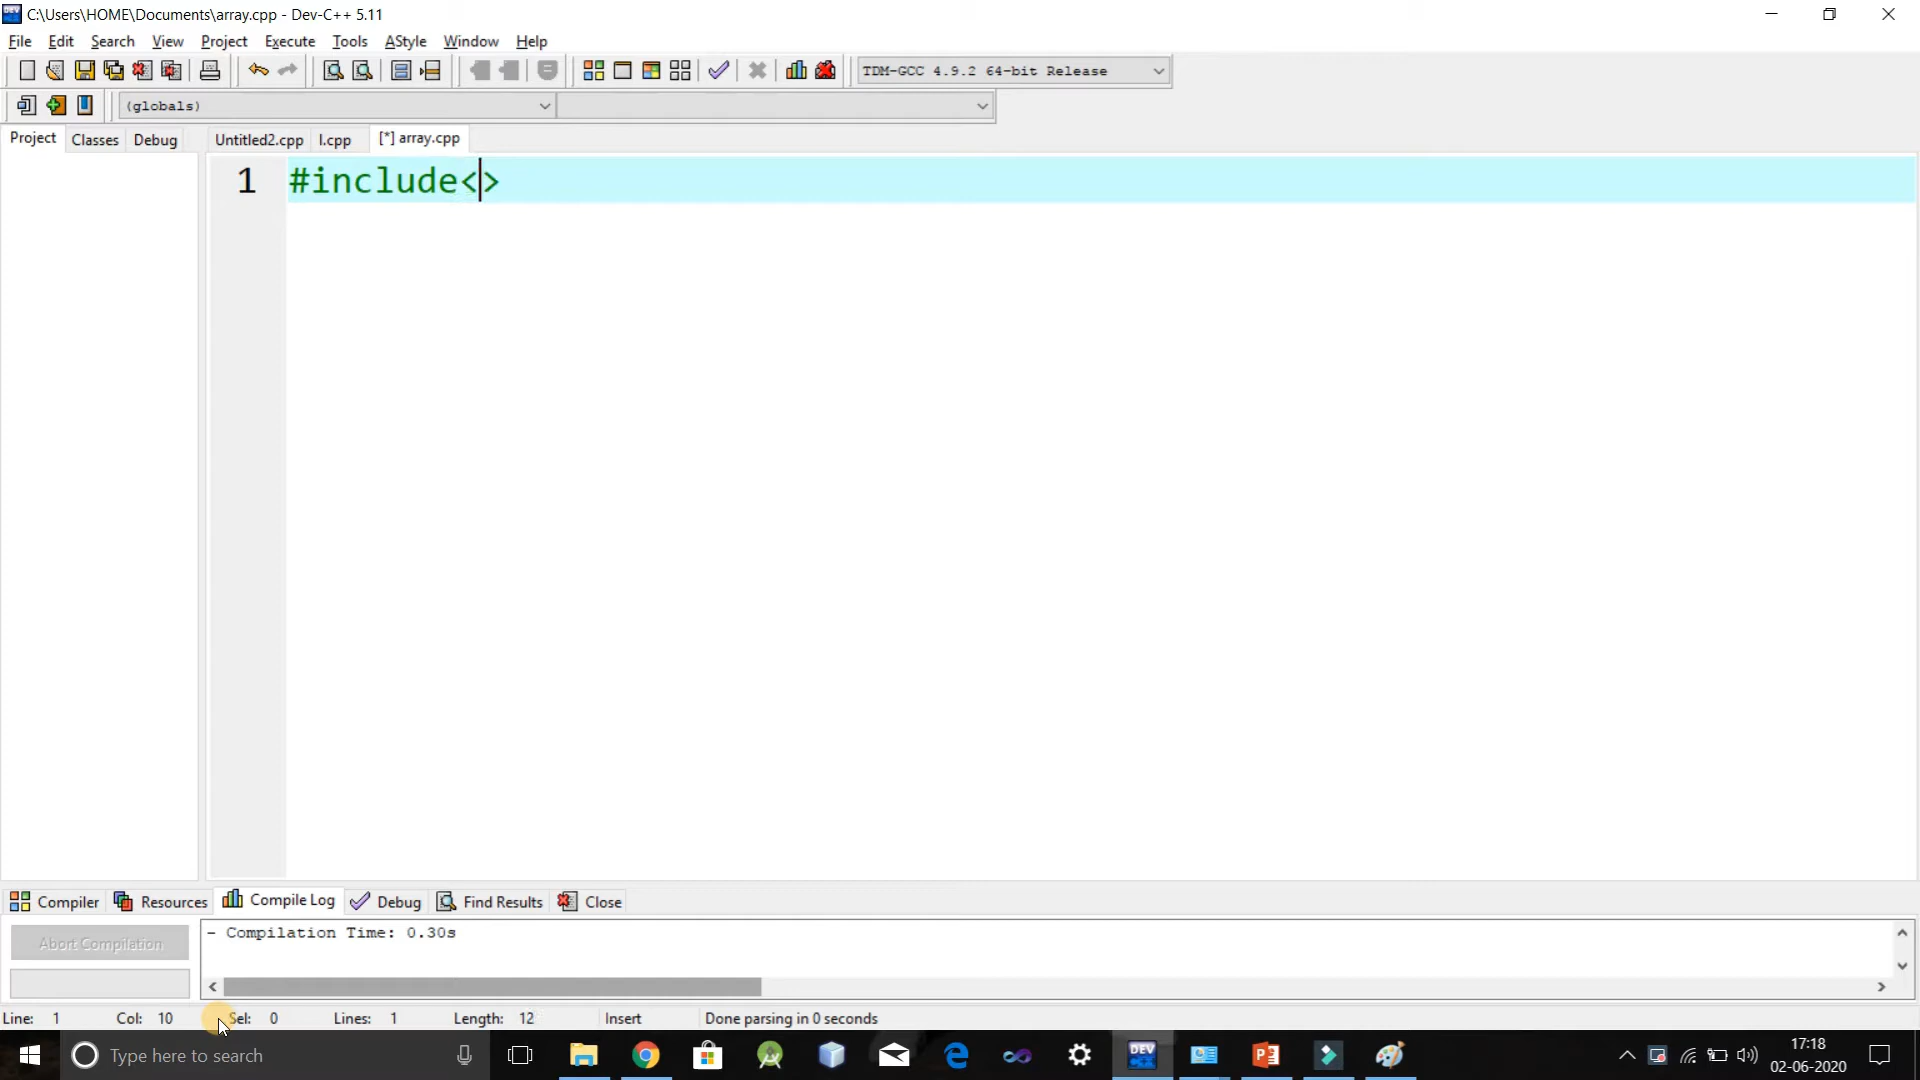 C:\Users\HOME\Documents\array.cpp - Dev-C++ 5.11
File Edit Search View Project Execute Tools AStyle Window Help
TDM-GCC 4.9.2 64-bit Release
(globals)
Project Classes Debug Untitled2.cpp I.cpp [*] array.cpp
1 #include<>
Compiler Resources Compile Log Debug Find Results Close
Abort Compilation - Compilation Time: 0.30s
Line: 1 Col: 10 Sel: 0 Lines: 1 Length: 12 Insert Done parsing in 0 seconds
Type here to search DEV 17:18
02-06-2020